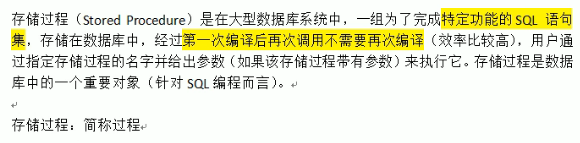 存储过程（Stored Procedure）是在大型数据库系统中，一组为了完成特定功能的SQL 语句
集，存储在数据库中，经过第一次编译后再次调用不需要再次编译（效率比较高），用户通
过指定存储过程的名字并给出参数（如果该存储过程带有参数）来执行它。存储过程是数据
库中的一个重要对象（针对SQL编程而言）。
存储过程：简称过程